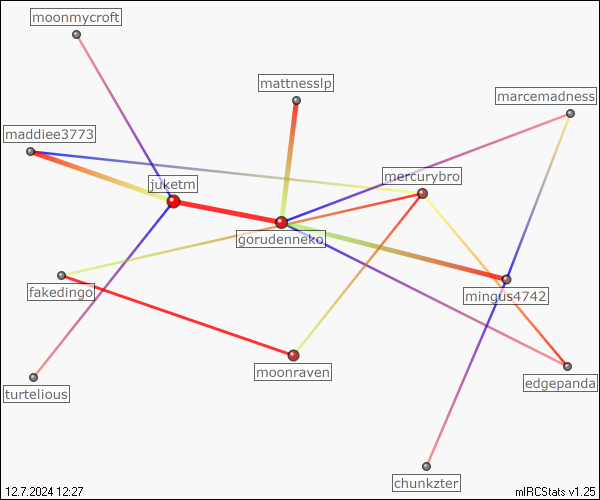 moonmycroft
mattnesslp
marcemadness
maddiee3773
mercurybro
juketm
gorudenneko
fakedingo
mingus4742
moonraven
edgepanda
turtelious
chunkzter
12.7.2024 12:27
mIRCStats v1.25